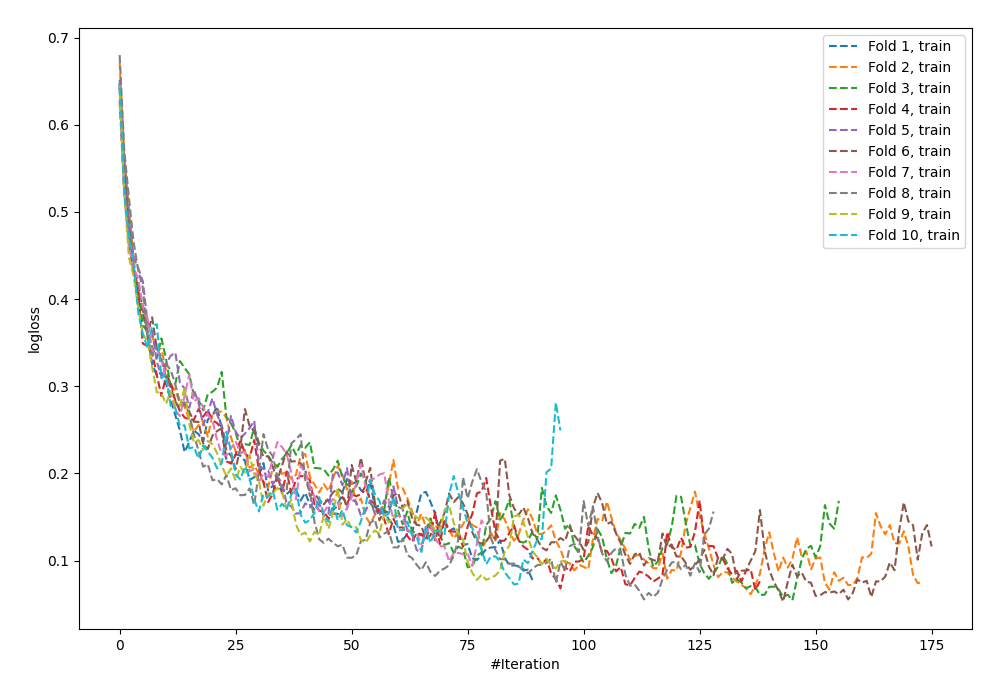 0.7
0.6
0.5
0.4
0.3
0.2
0.1
logloss
0 25 50 75 100 125 150 175
#Iteration
Fold 1, train
Fold 2, train
Fold 3, train
Fold 4, train
Fold 5, train
Fold 6, train
Fold 7, train
Fold 8, train
Fold 9, train
Fold 10, train